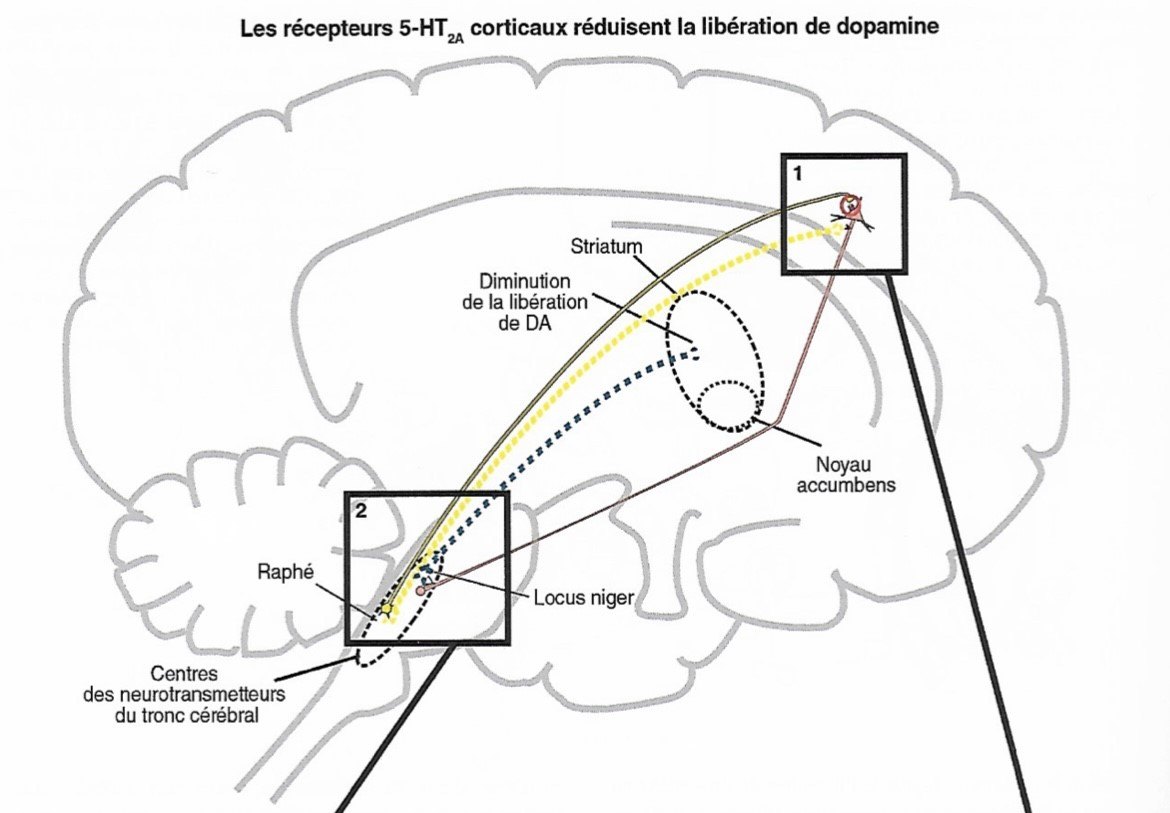 Les récepteurs 5-HT2A corticaux réduisent la libération de dopamine
1
Striatum
Diminution
de la libération
de DA
Noyau
accumbens
2
Raphé
Locus niger
Centres
des neurotransmetteurs
du tronc cérébral